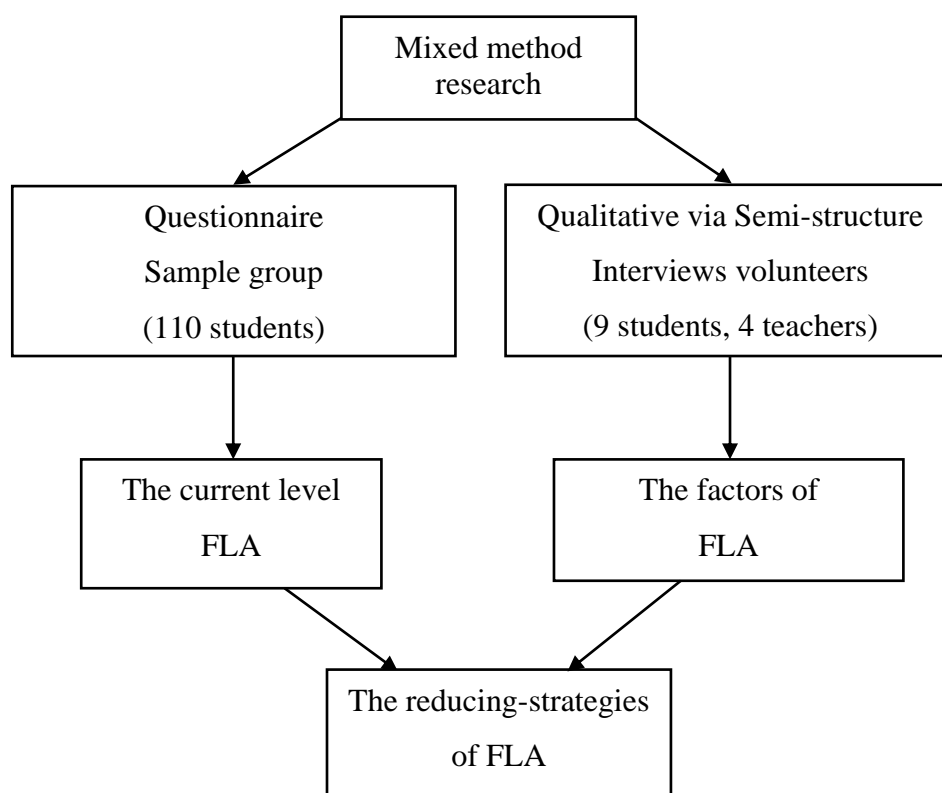 Mixed method
research
Questionnaire
Sample group
(110 students)
Qualitative via Semi-structure
Interviews volunteers
(9 students, 4 teachers)
The current level
FLA
The factors of
FLA
The reducing-strategies
of FLA